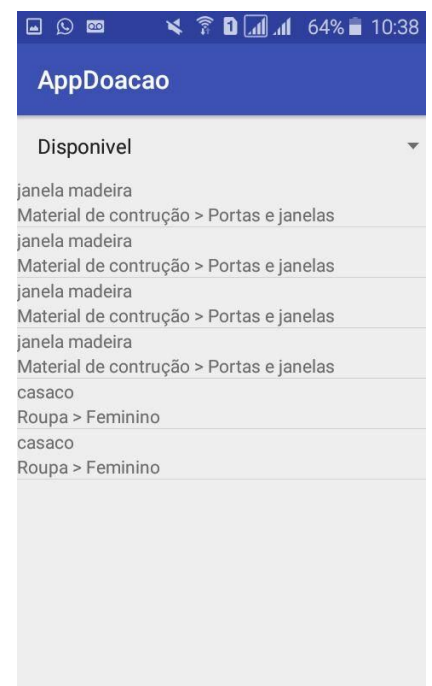 1 64% 10:38
AppDoacao
Disponivel
janela madeira
Material de contrução > Portas e janelas
janela madeira
Material de contrução > Portas e janelas
janela madeira
Material de contrução > Portas e janelas
janela madeira
Material de contrução > Portas e janelas
casaco
Roupa > Feminino
casaco
Roupa > Feminino